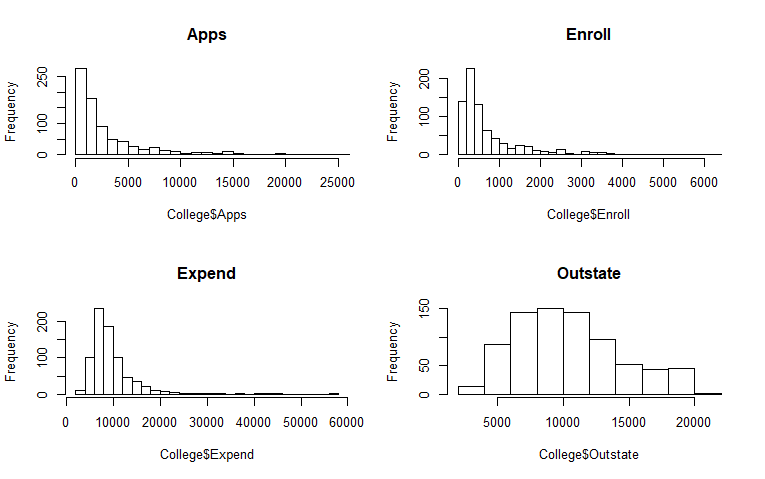 Apps
Frequency
0 100 250
0 5000 10000 15000 20000 25000
College$Apps
Enroll
Frequency
0 100 200
0 1000 2000 3000 4000 5000 6000
College$Enroll
Expend
Frequency
0 100 200
0 10000 20000 30000 40000 50000 60000
College$Expend
Outstate
Frequency
0 50 150
5000 10000 15000 20000
College$Outstate